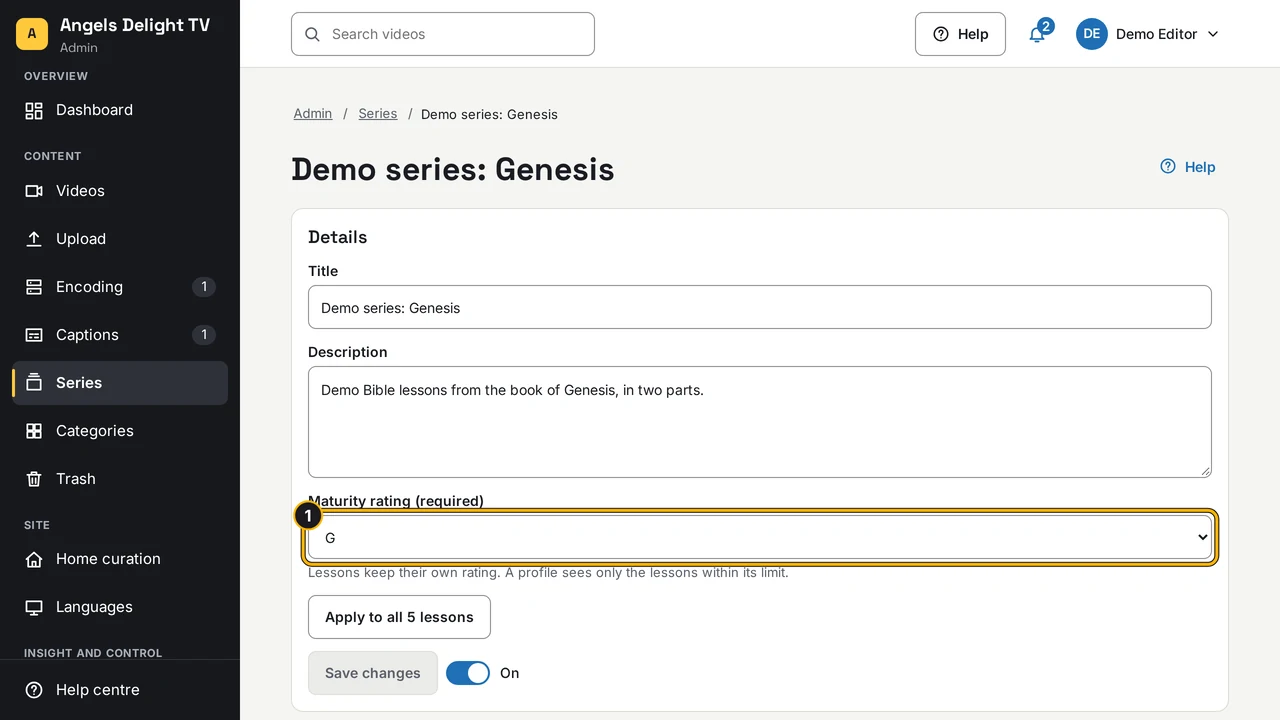 A
Angels Delight TV
Admin
OVERVIEW
Dashboard
CONTENT
Videos
Upload
Encoding 1
Captions 1
Series
Categories
Trash
SITE
Home curation
Languages
INSIGHT AND CONTROL
Help centre
Search videos
Help
2
DE Demo Editor
Admin / Series / Demo series: Genesis
Demo series: Genesis
Help
Details
Title
Demo series: Genesis
Description
Demo Bible lessons from the book of Genesis, in two parts.
Maturity rating (required)
1
G
Lessons keep their own rating. A profile sees only the lessons within its limit.
Apply to all 5 lessons
Save changes On